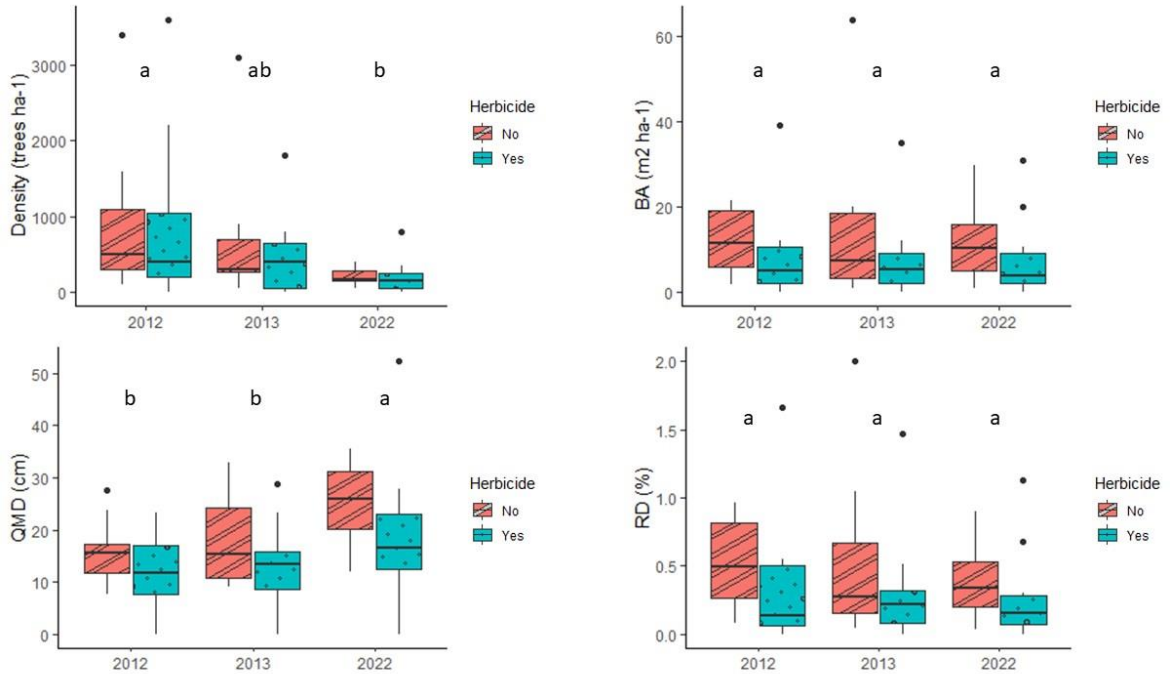 Density (trees ha-1)
3000
2000
1000
0
a
ab
b
2012
2013
2022
Herbicide
No
Yes
BA (m2 ha-1)
60
40
20
0
a
a
a
2012
2013
2022
Herbicide
No
Yes
QMD (cm)
50
40
30
20
10
0
b
b
a
2012
2013
2022
Herbicide
No
Yes
RD (%)
2.0
1.5
1.0
0.5
0.0
a
a
a
2012
2013
2022
Herbicide
No
Yes